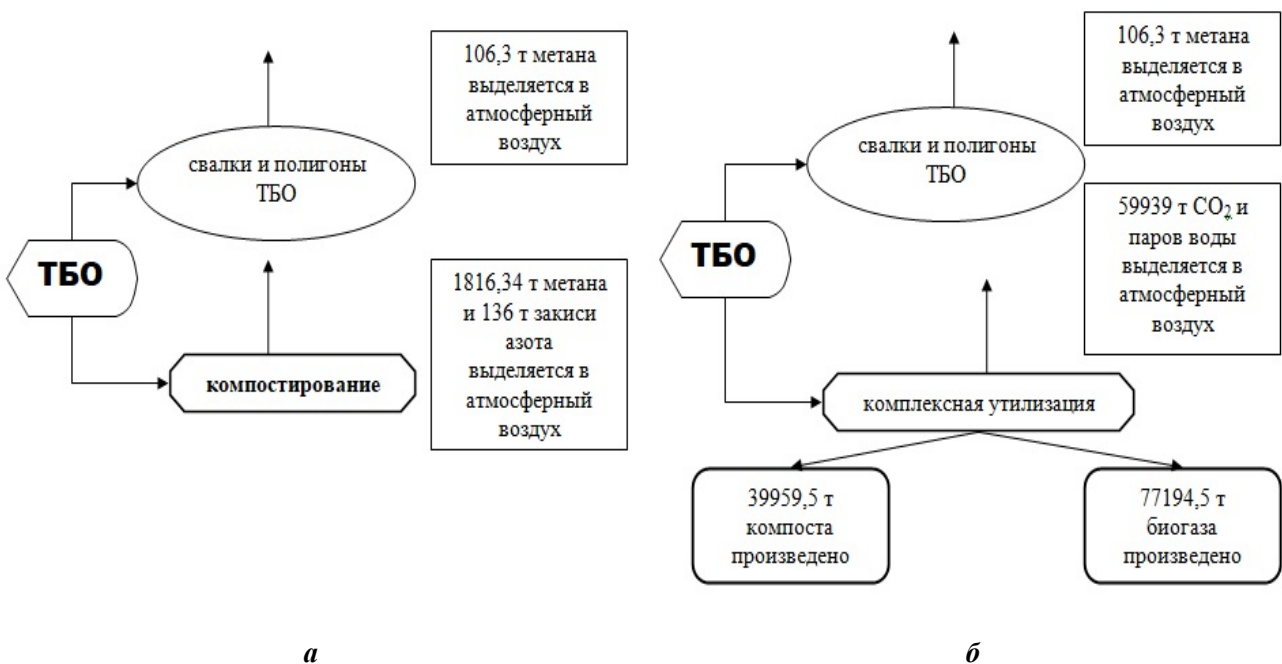 106,3 т метана
выделяется в
атмосферный
воздух
свалки и полигоны
ТБО
ТБО
1816,34 т метана
и 136 т закиси
азота
выделяется в
атмосферный
воздух
компостирование
а
106,3 т метана
выделяется в
атмосферный
воздух
свалки и полигоны
ТБО
59939 т CO₂ и
паров воды
выделяется в
атмосферный
воздух
ТБО
комплексная утилизация
39959,5 т
компоста
произведено
77194,5 т
биогаза
произведено
б